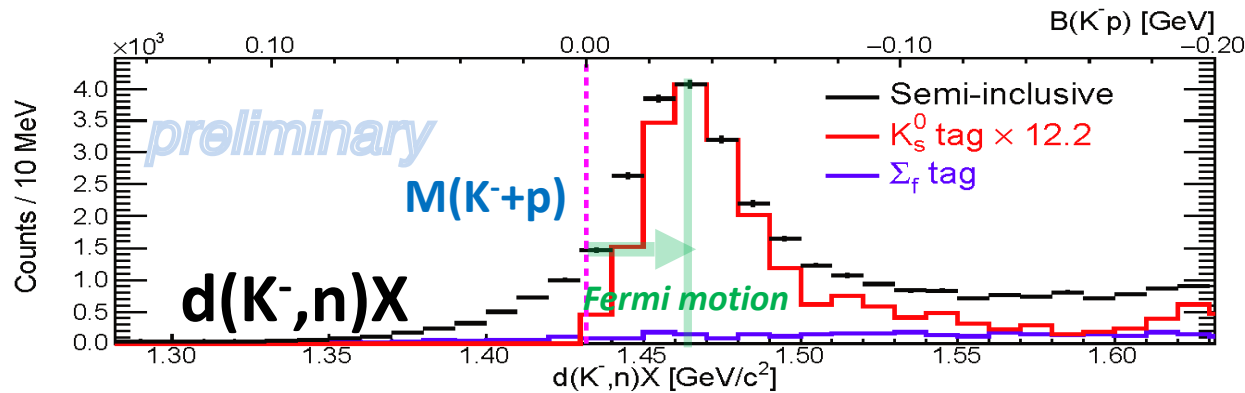 B(K⁻p) [GeV]
×10³ 0.10 0.00 −0.10 −0.20
Counts / 10 MeV
4.0
3.5
3.0
2.5
2.0
1.5
1.0
0.5
0.0
preliminary
Semi-inclusive
K⁰s tag × 12.2
Σf tag
M(K⁻+p)
d(K⁻,n)X
Fermi motion
1.30 1.35 1.40 1.45 1.50 1.55 1.60
d(K⁻,n)X [GeV/c²]